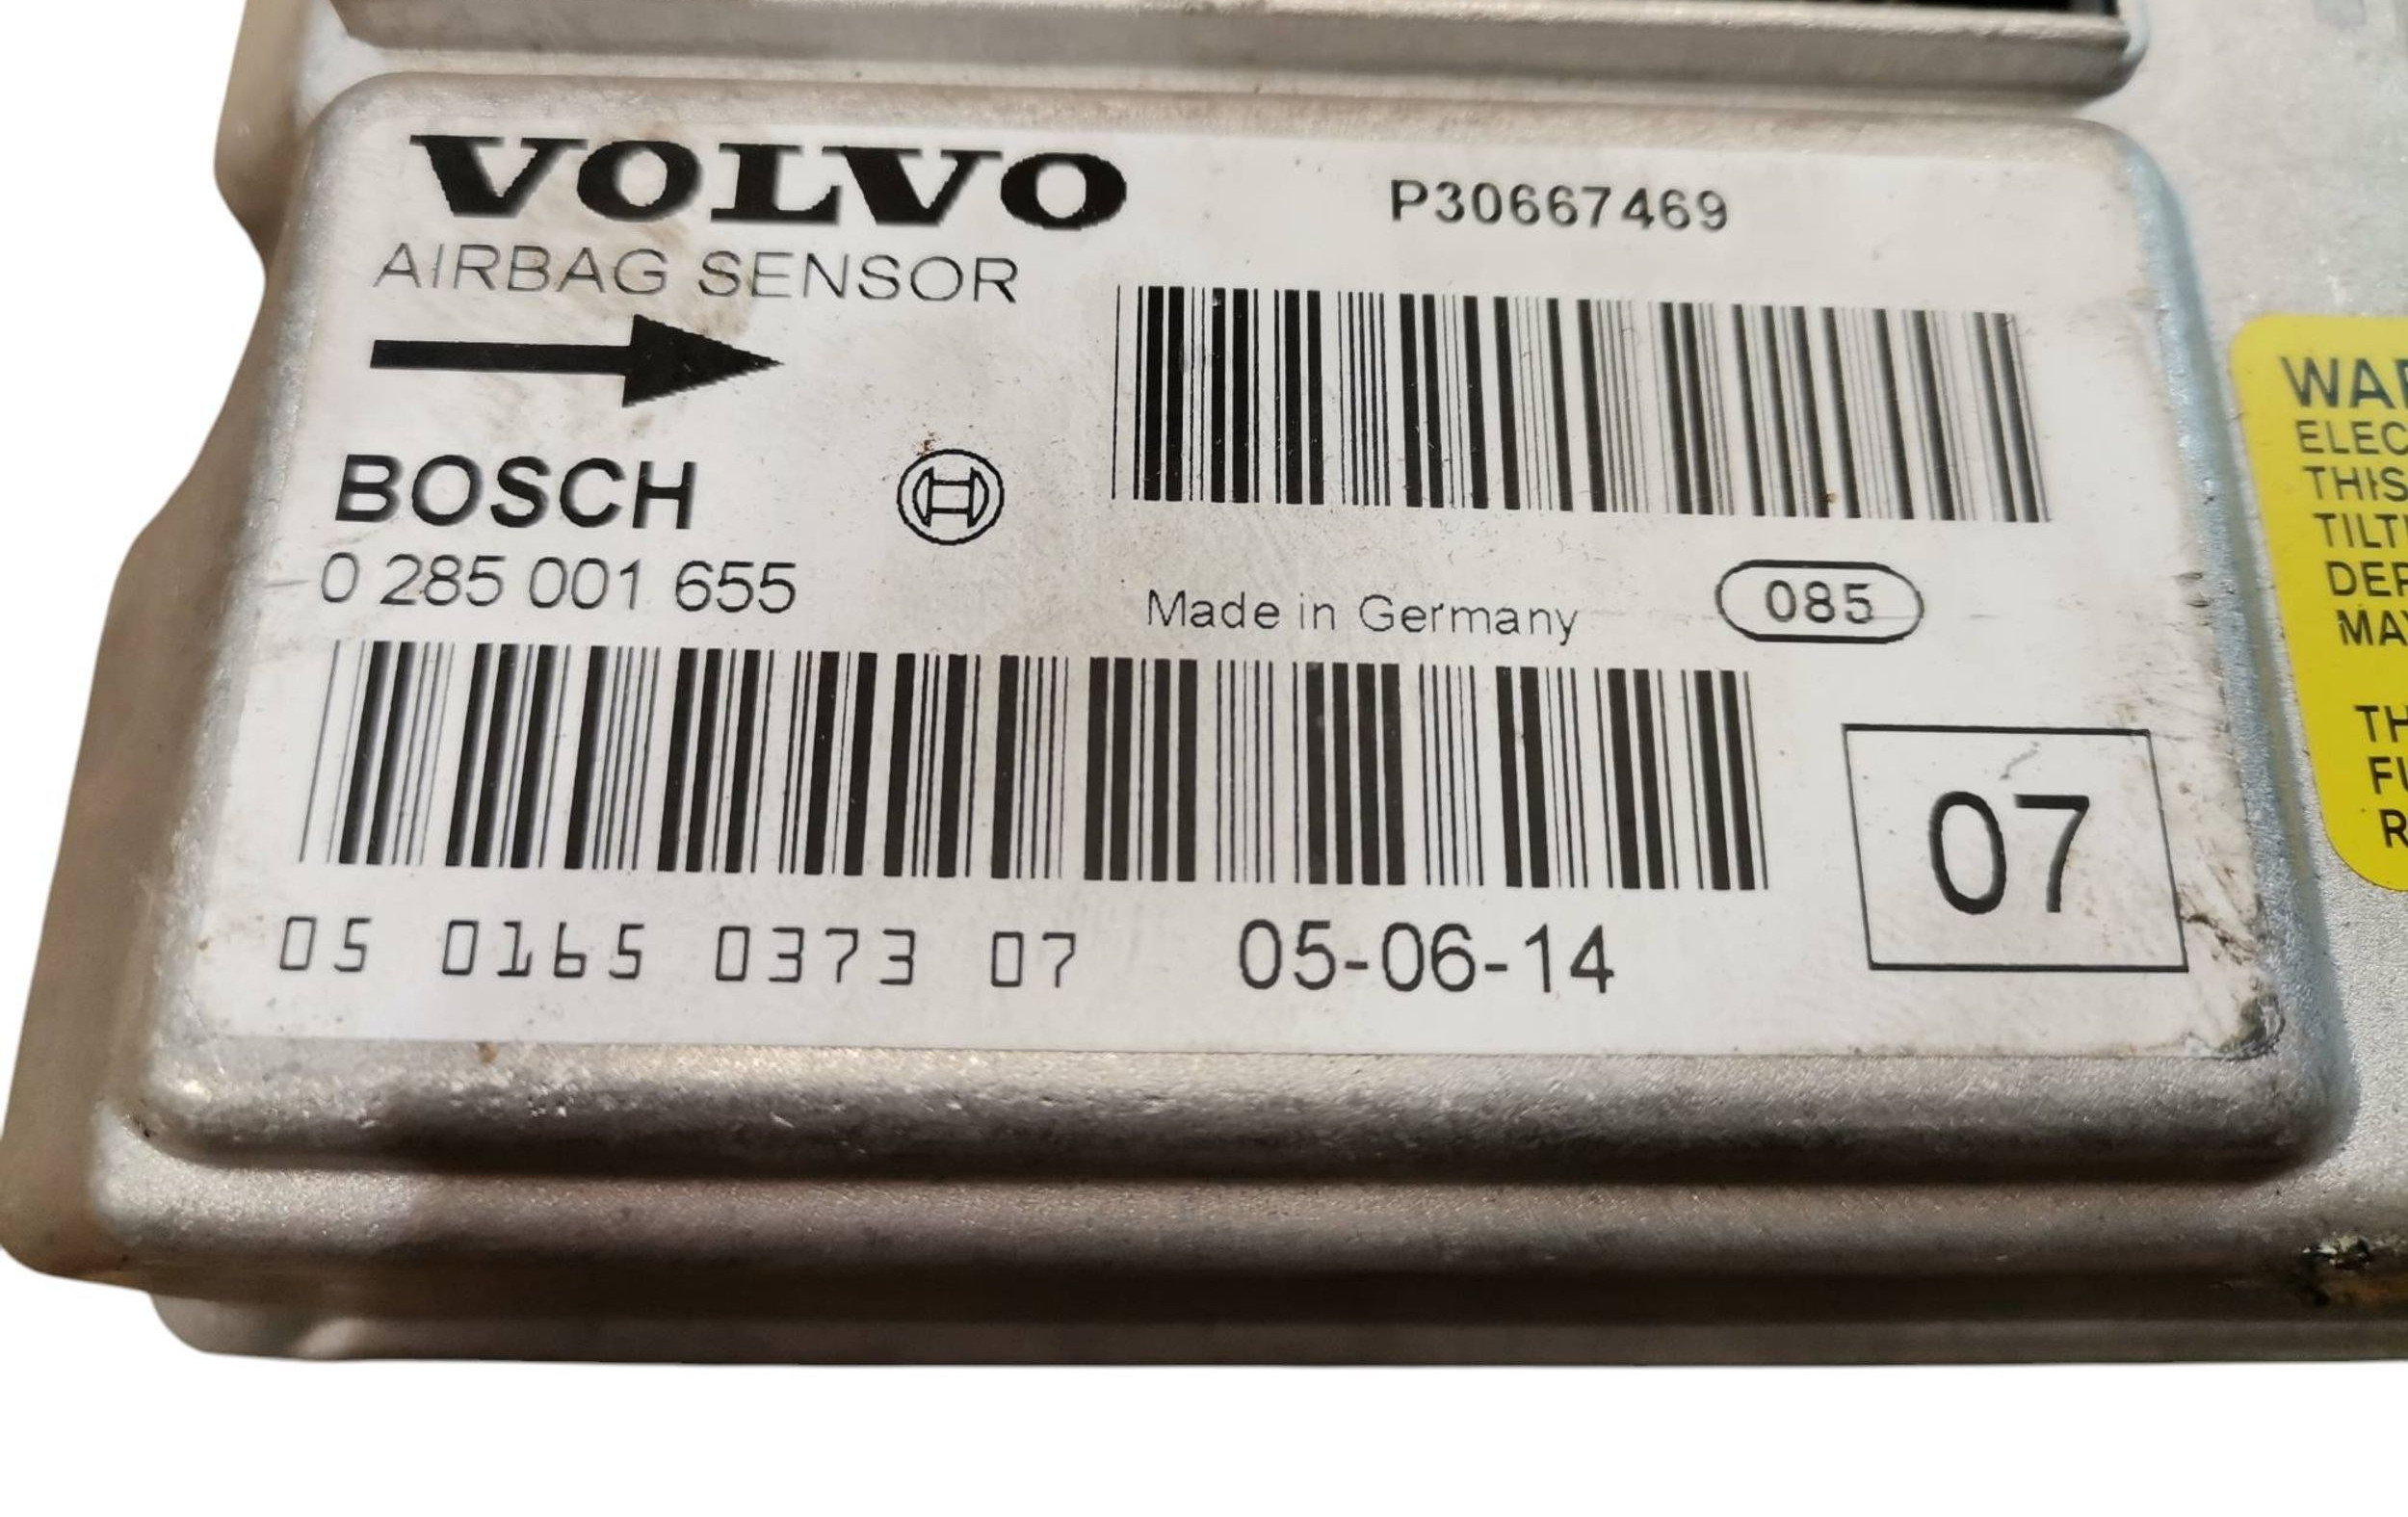 VOLVO
P30667469
AIRBAG SENSOR
BOSCH
0 285 001 655
Made in Germany
085
07
05 0165 0373 07
05-06-14
THIS